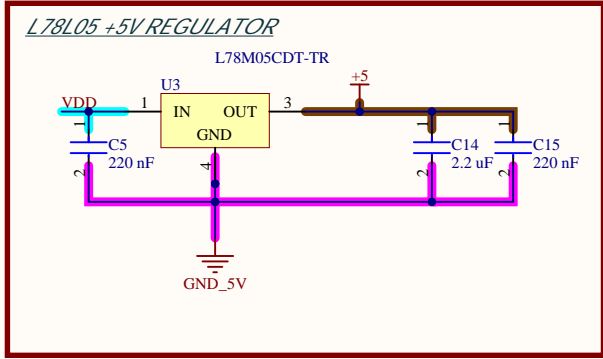 L78L05 +5V REGULATOR
L78M05CDT-TR
+5
U3
VDD
1
IN
OUT
3
GND
4
1
C5
220 nF
2
1
C14
2.2 uF
2
1
C15
220 nF
2
GND_5V